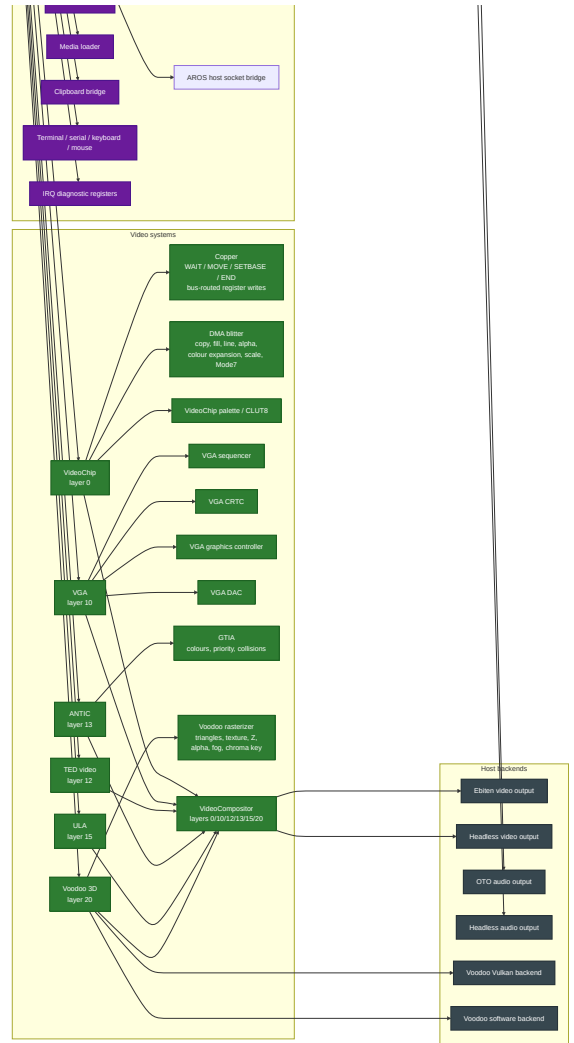 Media loader
Clipboard bridge
AROS host socket bridge
Terminal / serial / keyboard
/ mouse
IRQ diagnostic registers
Video systems
Copper
WAIT / MOVE / SETBASE
/ END
bus-routed register writes
DMA blitter
copy, fill, line, alpha,
colour expansion, scale,
Mode7
VideoChip palette / CLUT8
VGA sequencer
VideoChip
layer 0
VGA CRTC
VGA graphics controller
VGA
layer 10
VGA DAC
GTIA
colours, priority, collisions
ANTIC
layer 13
Voodoo rasterizer
triangles, texture, Z,
alpha, fog, chroma key
TED video
layer 12
VideoCompositor
layers 0/10/12/13/15/20
ULA
layer 15
Voodoo 3D
layer 20
Host backends
Ebiten video output
Headless video output
OTO audio output
Headless audio output
Voodoo Vulkan backend
Voodoo software backend